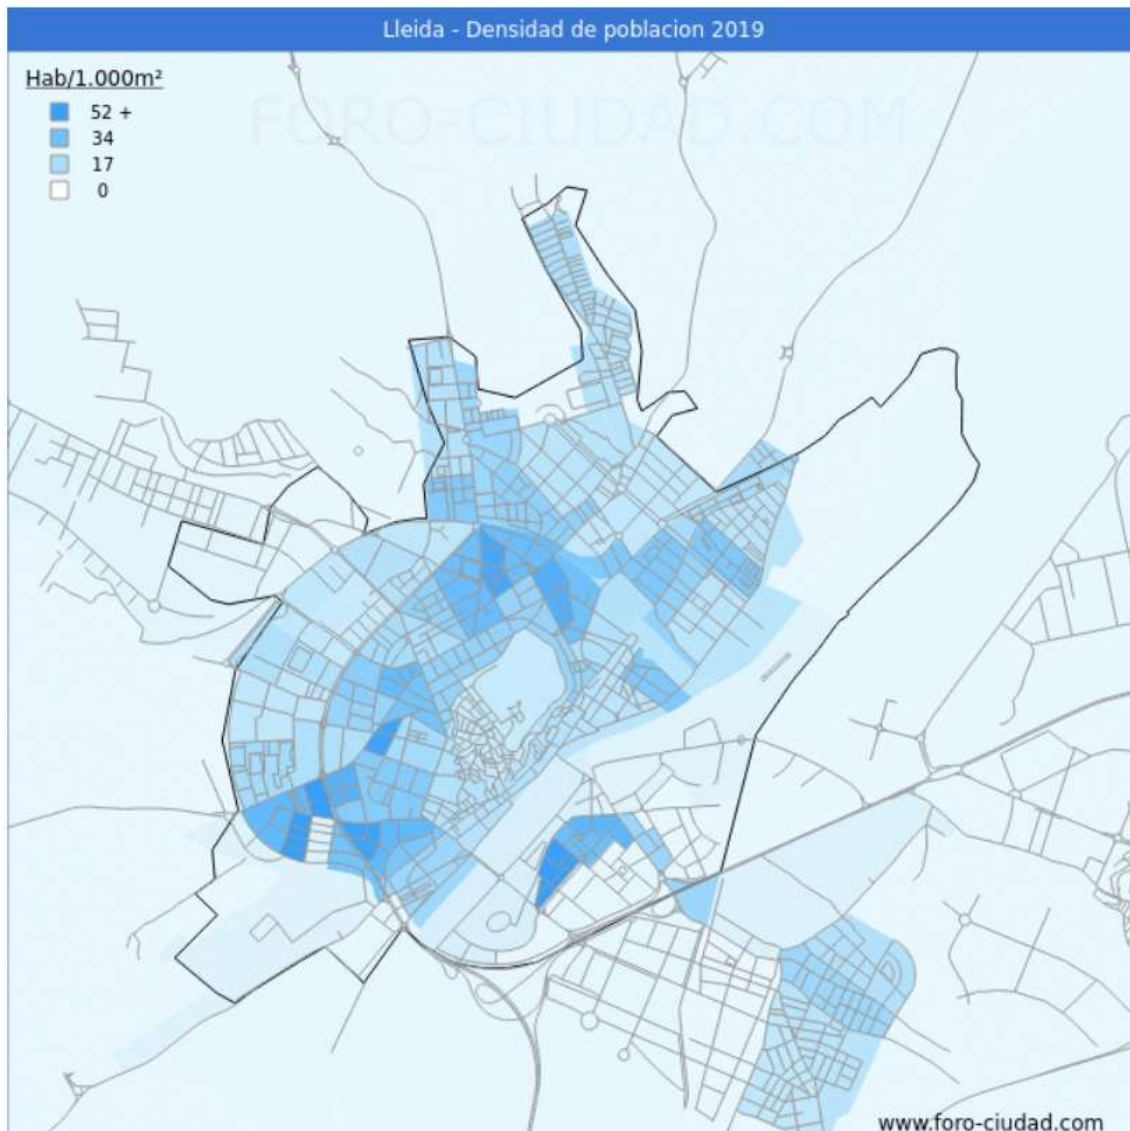 Lleida - Densidad de poblacion 2019
Hab/1.000m²
52 +
34
17
0
FORO-CIUDAD.COM
www.foro-ciudad.com